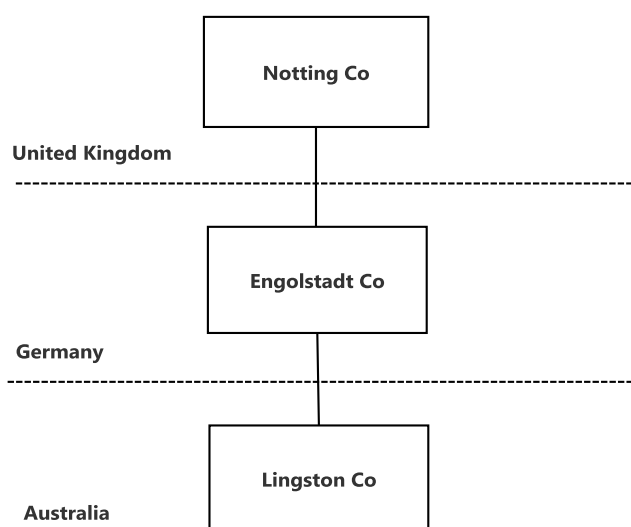 Notting Co
United Kingdom
Engolstadt Co
Germany
Lingston Co
Australia